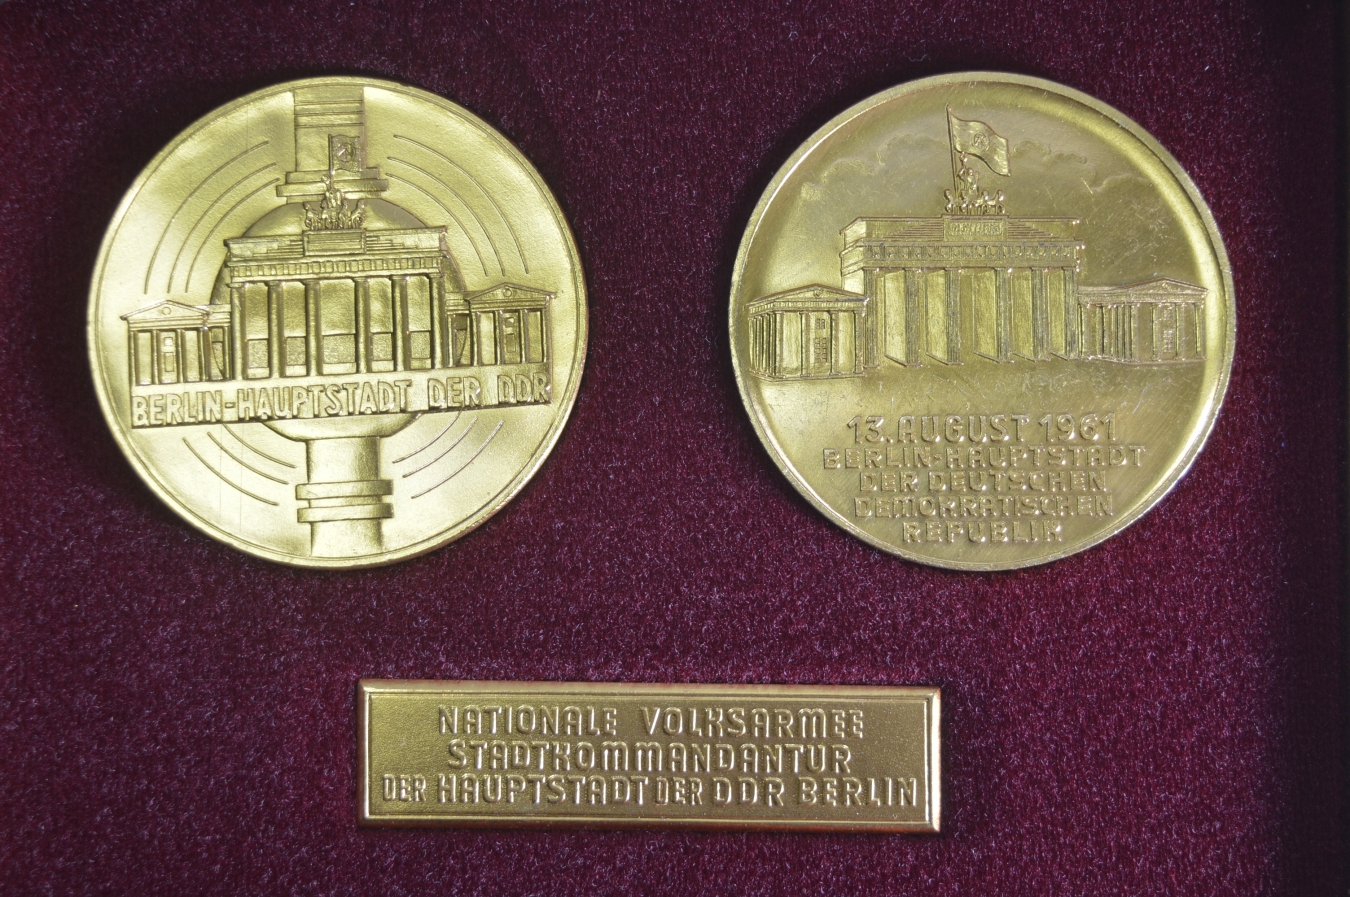 BERLIN-HAUPTSTADT DER DDR
13. AUGUST 1961
BERLIN-HAUPTSTADT
DER DEUTSCHEN
DEMOKRATISCHEN
REPUBLIK
NATIONALE VOLKSARMEE
STADTKOMMANDANTUR
DER HAUPTSTADT DER DDR BERLIN